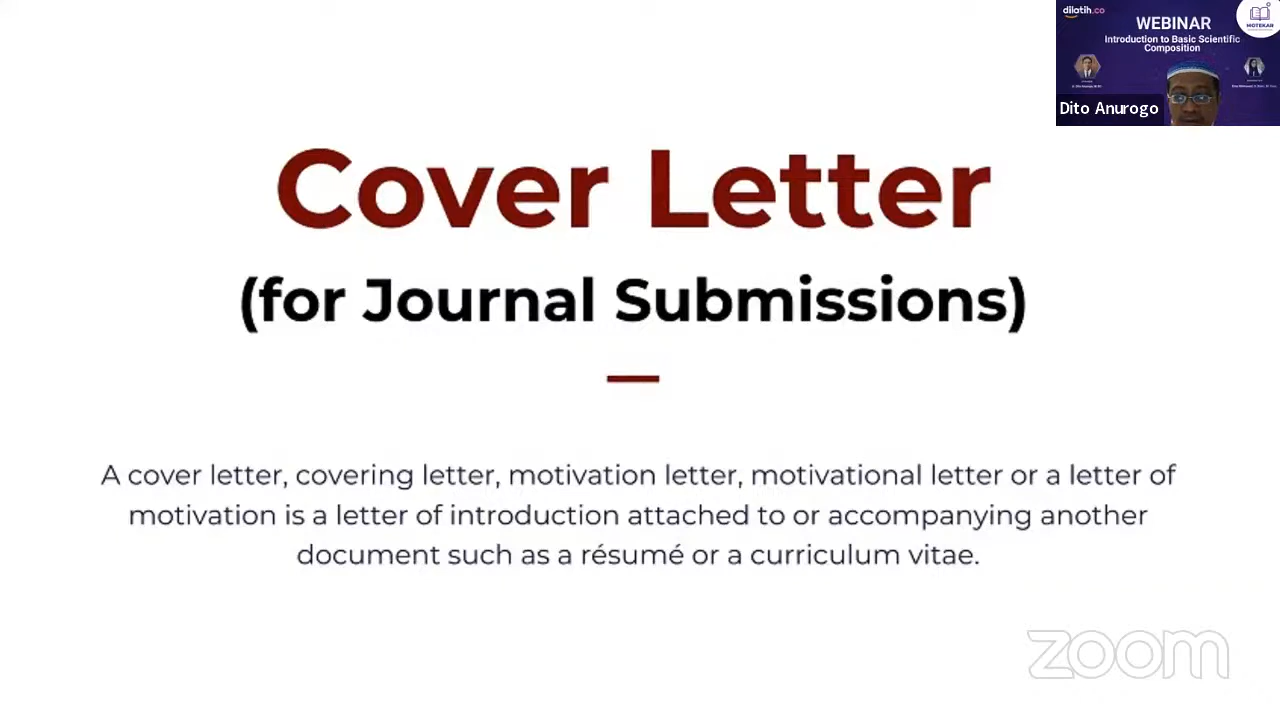 dilatih.co
WEBINAR
Introduction to Basic Scientific
Composition
MOTEKAR
Dito Anurogo
Cover Letter
(for Journal Submissions)
A cover letter, covering letter, motivation letter, motivational letter or a letter of
motivation is a letter of introduction attached to or accompanying another
document such as a résumé or a curriculum vitae.
zoom